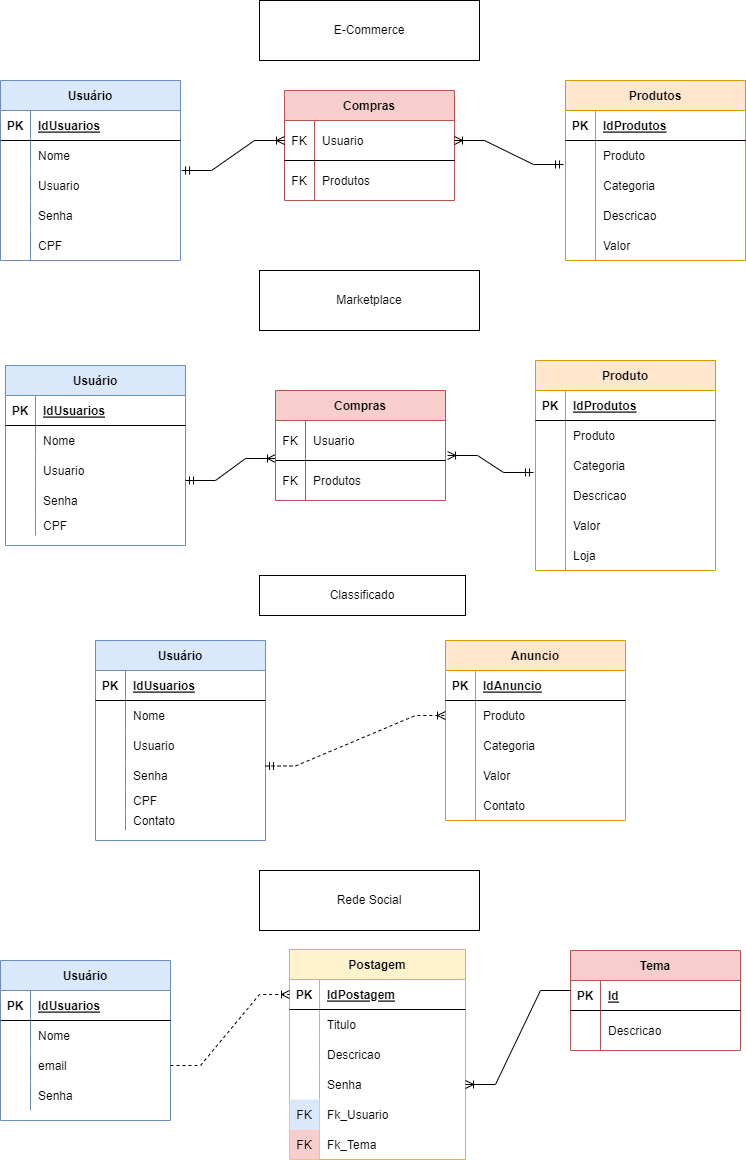 E-Commerce
Usuário
PK IdUsuarios
Nome
Usuario
Senha
CPF
Compras
FK Usuario
FK Produtos
Produtos
PK IdProdutos
Produto
Categoria
Descricao
Valor
Marketplace
Usuário
PK IdUsuarios
Nome
Usuario
Senha
CPF
Compras
FK Usuario
FK Produtos
Produto
PK IdProdutos
Produto
Categoria
Descricao
Valor
Loja
Classificado
Usuário
PK IdUsuarios
Nome
Usuario
Senha
CPF
Contato
Anuncio
PK IdAnuncio
Produto
Categoria
Valor
Contato
Rede Social
Usuário
PK IdUsuarios
Nome
email
Senha
Postagem
PK IdPostagem
Titulo
Descricao
Senha
FK Fk_Usuario
FK Fk_Tema
Tema
PK Id
Descricao